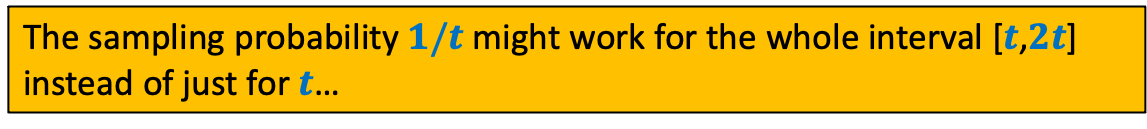 The sampling probability 1/t might work for the whole interval [t,2t]
instead of just for t...